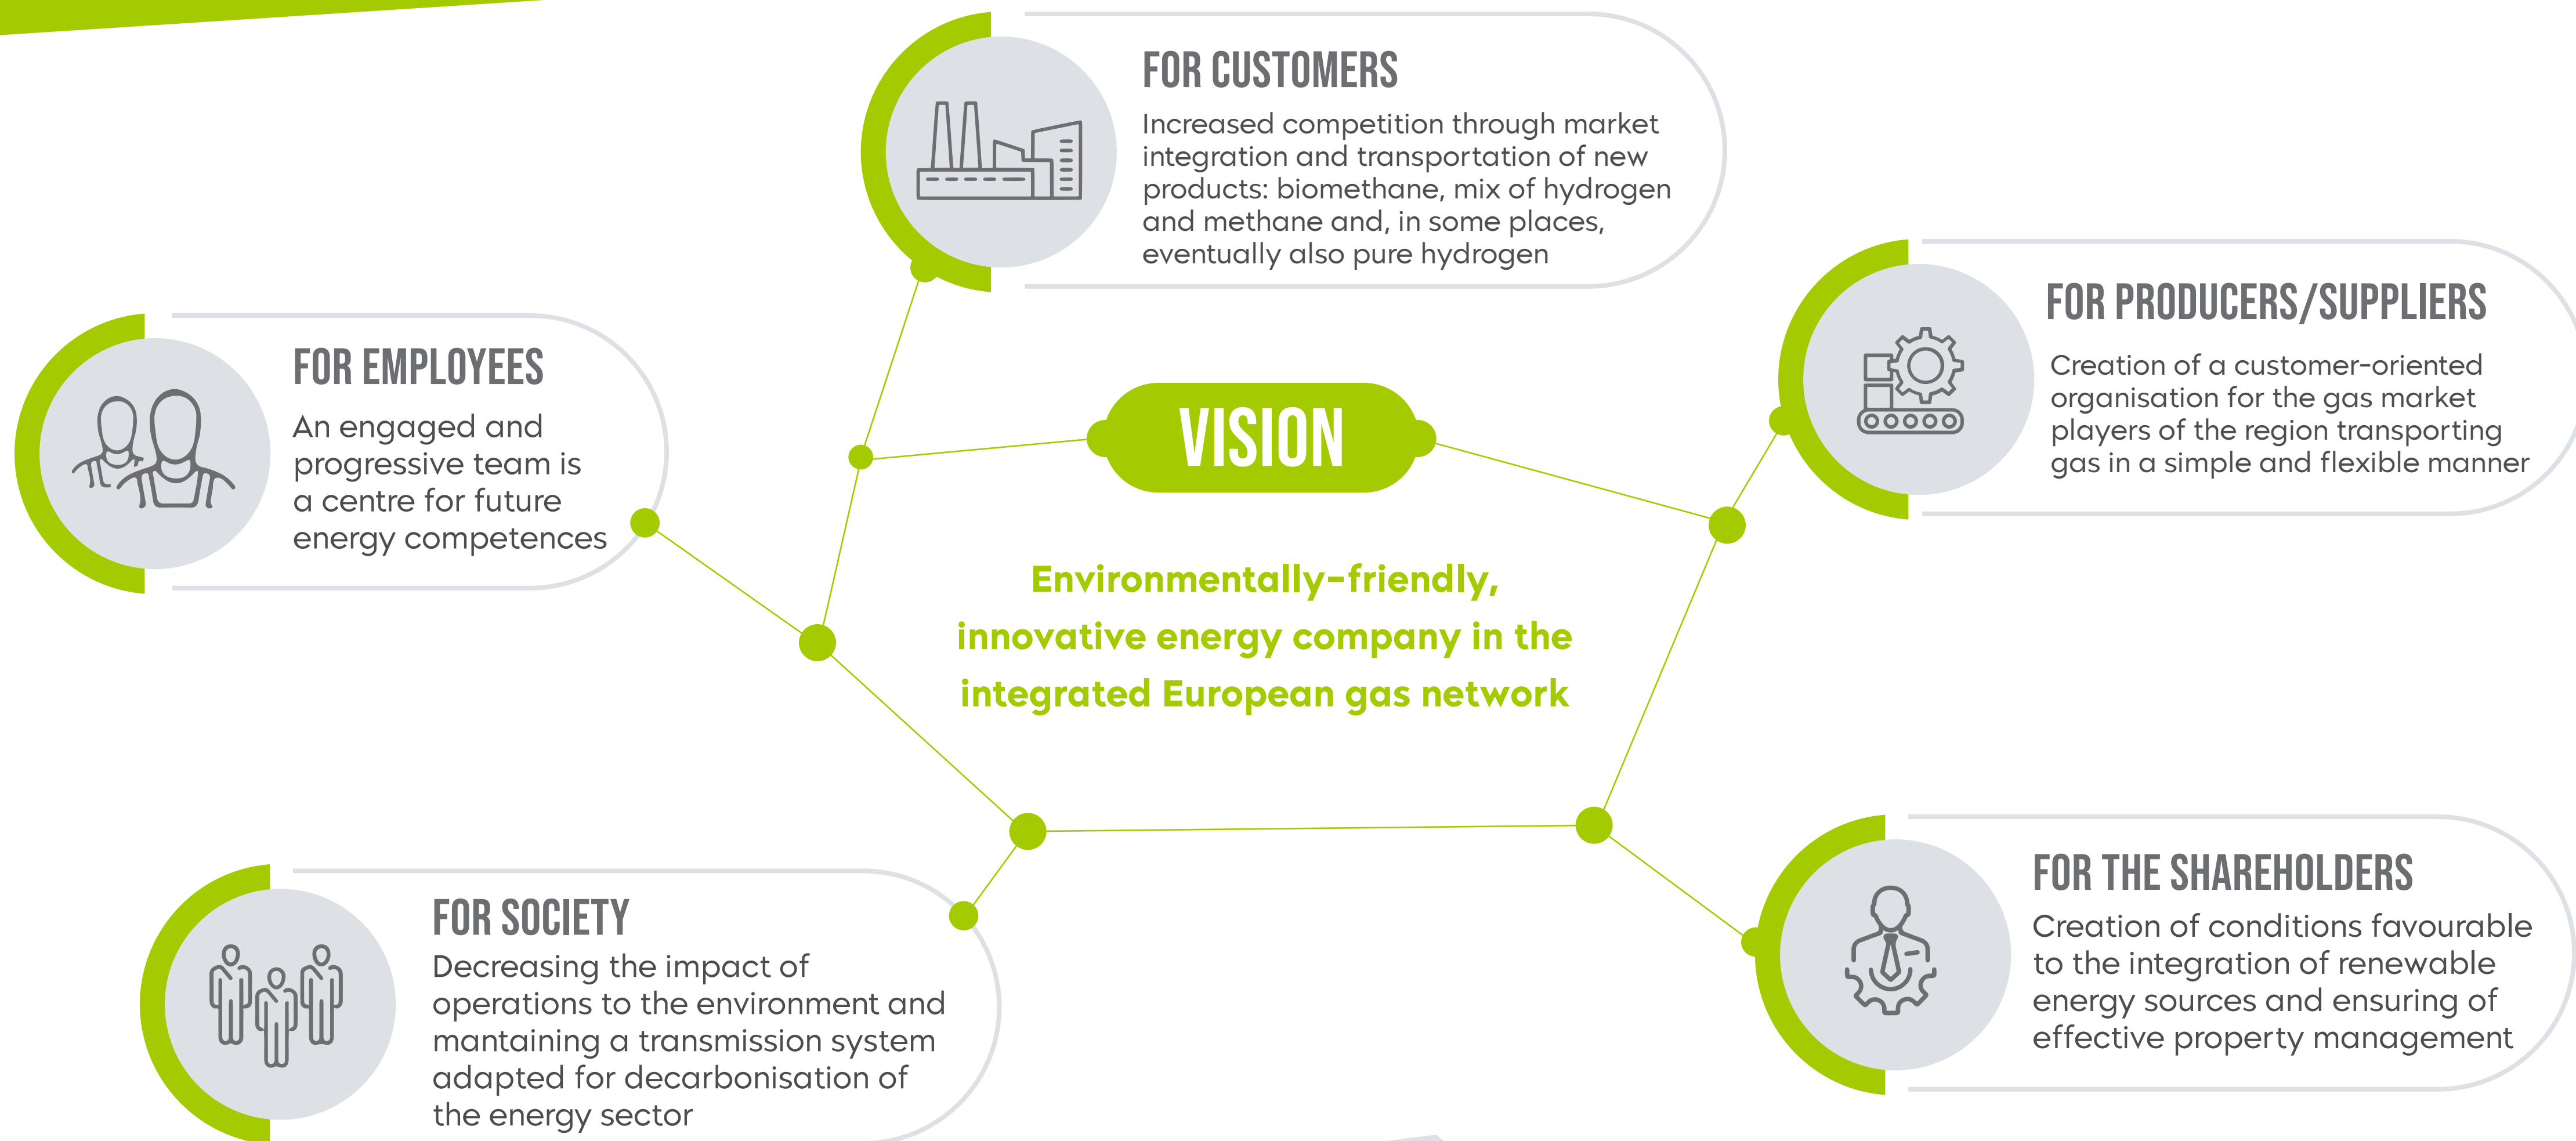 FOR CUSTOMERS
Increased competition through market
integration and transportation of new
products: biomethane, mix of hydrogen
and methane and, in some places,
eventually also pure hydrogen
FOR PRODUCERS/SUPPLIERS
Creation of a customer-oriented
organisation for the gas market
players of the region transporting
gas in a simple and flexible manner
FOR EMPLOYEES
An engaged and
progressive team is
a centre for future
energy competences
VISION
Environmentally-friendly,
innovative energy company in the
integrated European gas network
FOR SOCIETY
Decreasing the impact of
operations to the environment and
mantaining a transmission system
adapted for decarbonisation of
the energy sector
FOR THE SHAREHOLDERS
Creation of conditions favourable
to the integration of renewable
energy sources and ensuring of
effective property management